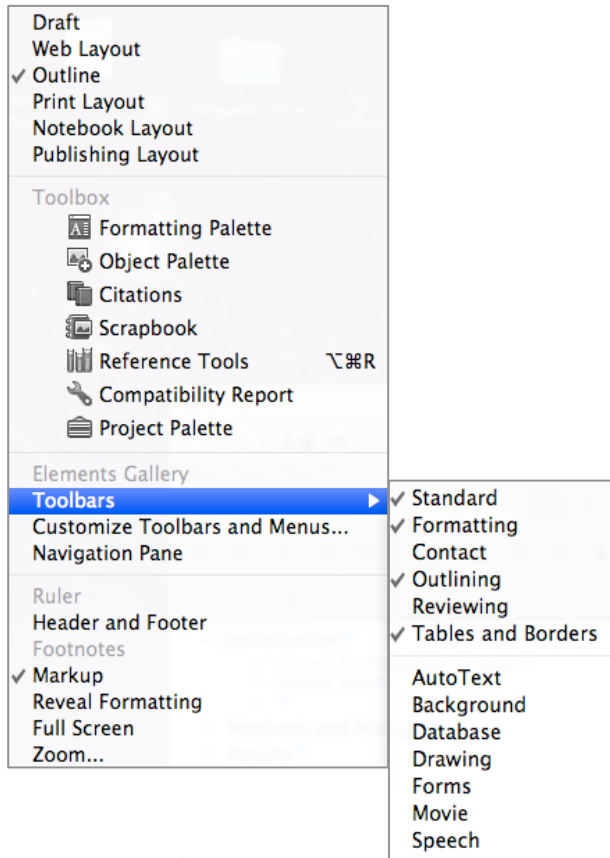 Draft
Web Layout
✓ Outline
Print Layout
Notebook Layout
Publishing Layout
Toolbox
Formatting Palette
Object Palette
Citations
Scrapbook
Reference Tools ⌥⌘R
Compatibility Report
Project Palette
Elements Gallery
Toolbars
Customize Toolbars and Menus...
Navigation Pane
Ruler
Header and Footer
Footnotes
✓ Markup
Reveal Formatting
Full Screen
Zoom...
✓ Standard
✓ Formatting
Contact
✓ Outlining
Reviewing
✓ Tables and Borders
AutoText
Background
Database
Drawing
Forms
Movie
Speech